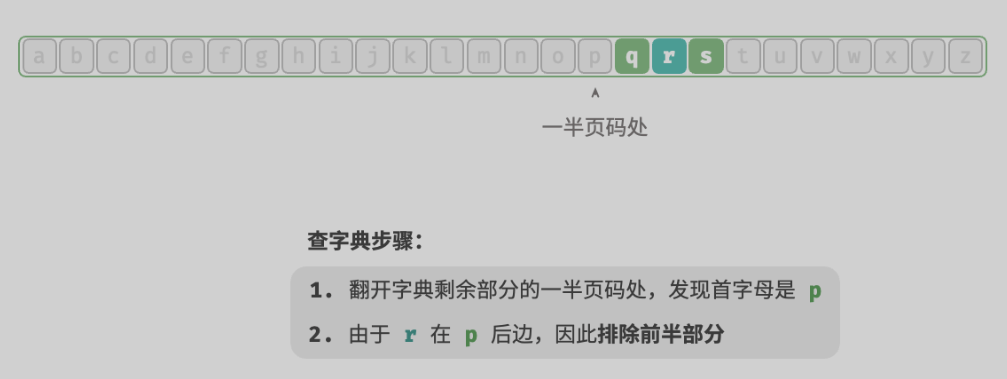 a b c d e f g h i j k l m n o p q r s t u v w x y z
一半页码处
查字典步骤：
1. 翻开字典剩余部分的一半页码处，发现首字母是 p
2. 由于 r 在 p 后边，因此排除前半部分